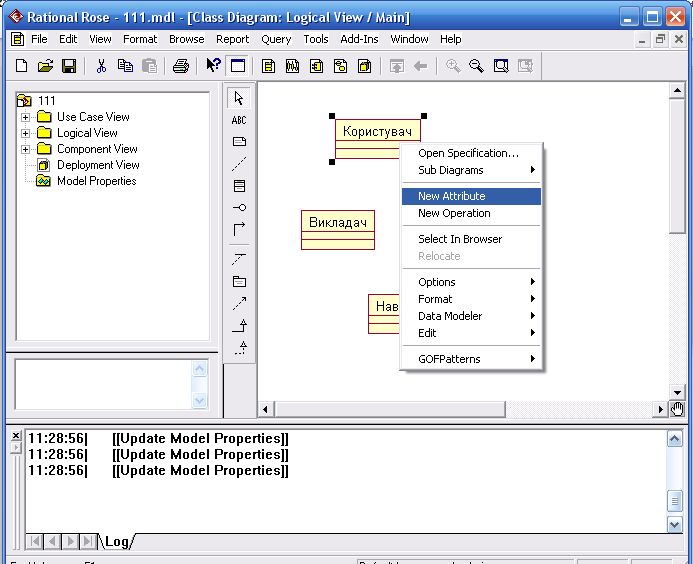 Rational Rose - 111.mdl - [Class Diagram: Logical View / Main]
File Edit View Format Browse Report Query Tools Add-Ins Window Help
111
Use Case View
Logical View
Component View
Deployment View
Model Properties
ABC
Користувач
Викладач
Нав
Open Specification...
Sub Diagrams
New Attribute
New Operation
Select In Browser
Relocate
Options
Format
Data Modeler
Edit
GOFPatterns
11:28:56| [[Update Model Properties]]
11:28:56| [[Update Model Properties]]
11:28:56| [[Update Model Properties]]
Log